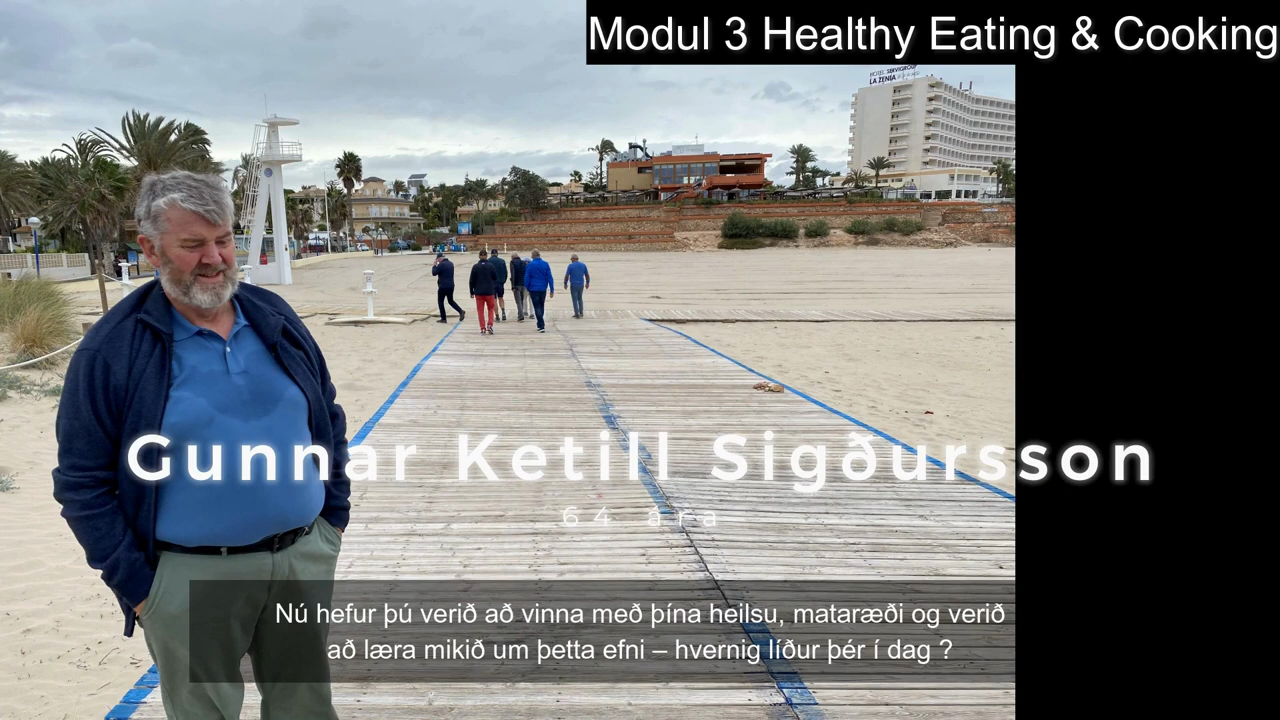 Modul 3 Healthy Eating & Cooking
HOTEL SERVIGROUP
LA ZENIA
Gunnar Ketill Sigðursson
64 ára
Nú hefur þú verið að vinna með þína heilsu, mataræði og verið
að læra mikið um þetta efni – hvernig líður þér í dag ?